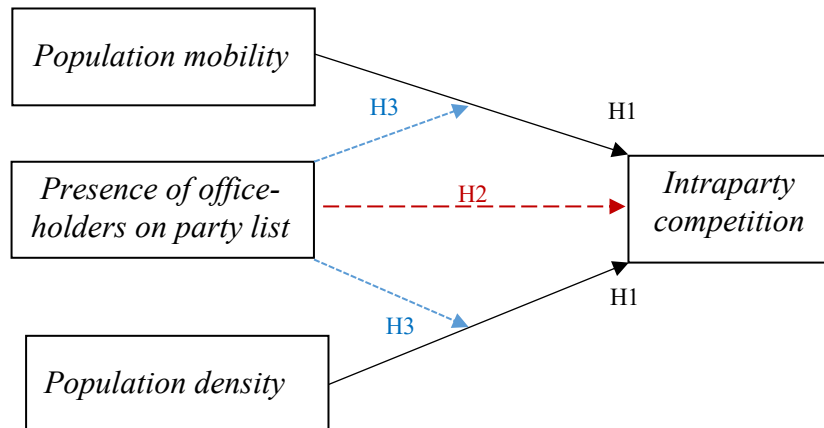 Population mobility
H1
H3
Presence of office-
holders on party list
H2
Intraparty
competition
H3
H1
Population density